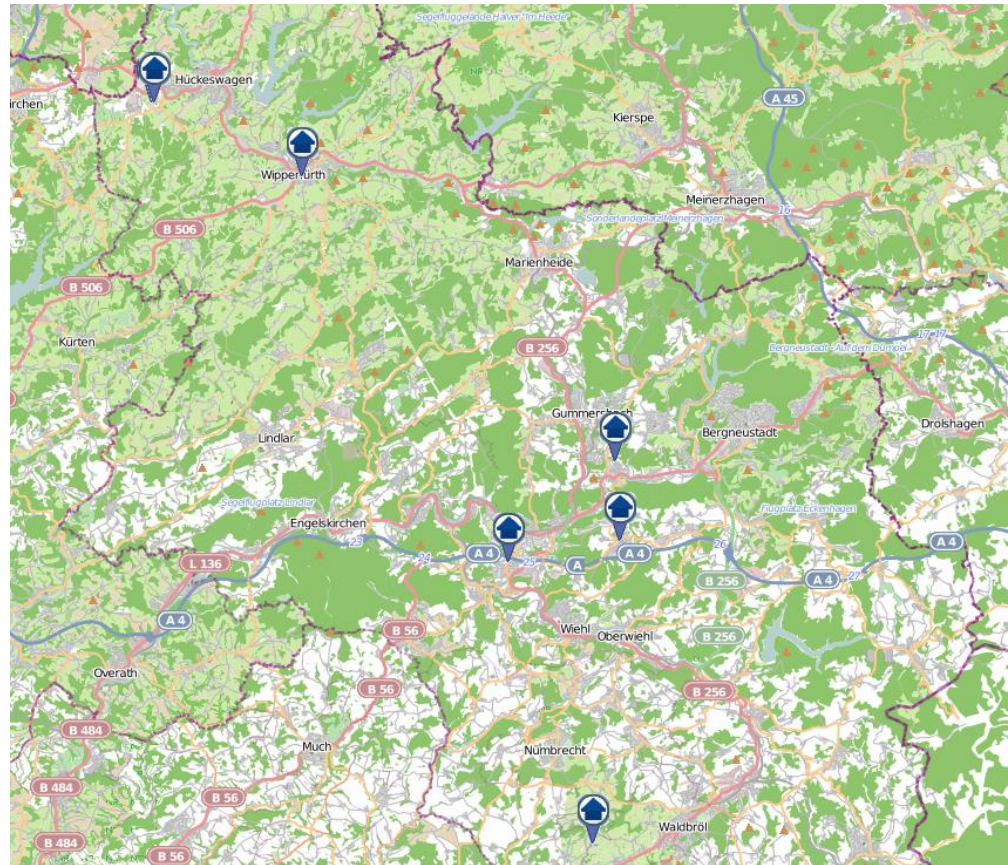 Segelfluggelände Halver "Im Heede"
Hückeswagen
irchen
A 45
Kierspe
Wipperfürth
Meinerzhagen
16
Sonderlandeplatz Meinerzhagen
B 506
Marienheide
B 506
Kürten
B 256
17 17
Bergneustadt - Auf dem Dümpel
Gummersbach
Drolshagen
Bergneustadt
Lindlar
Segelflugplatz Lindlar
Flugplatz Eckenhagen
Engelskirchen
23
A 4
26
24
A 4
25
A
A 4
L 136
B 256
A 4
27
A 4
Wiehl
Oberwiehl
B 56
B 256
Overath
B 56
B 256
B 484
Much
Nümbrecht
B 484
B 56
Waldbröl
B 484
B 56